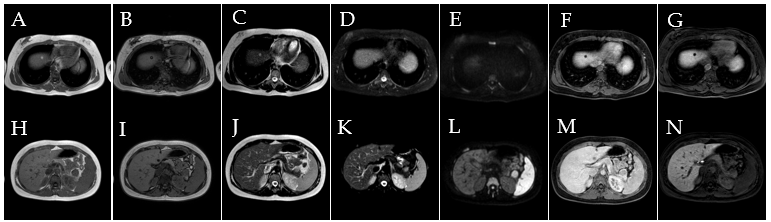 A B C D E F G
H I J K L M N